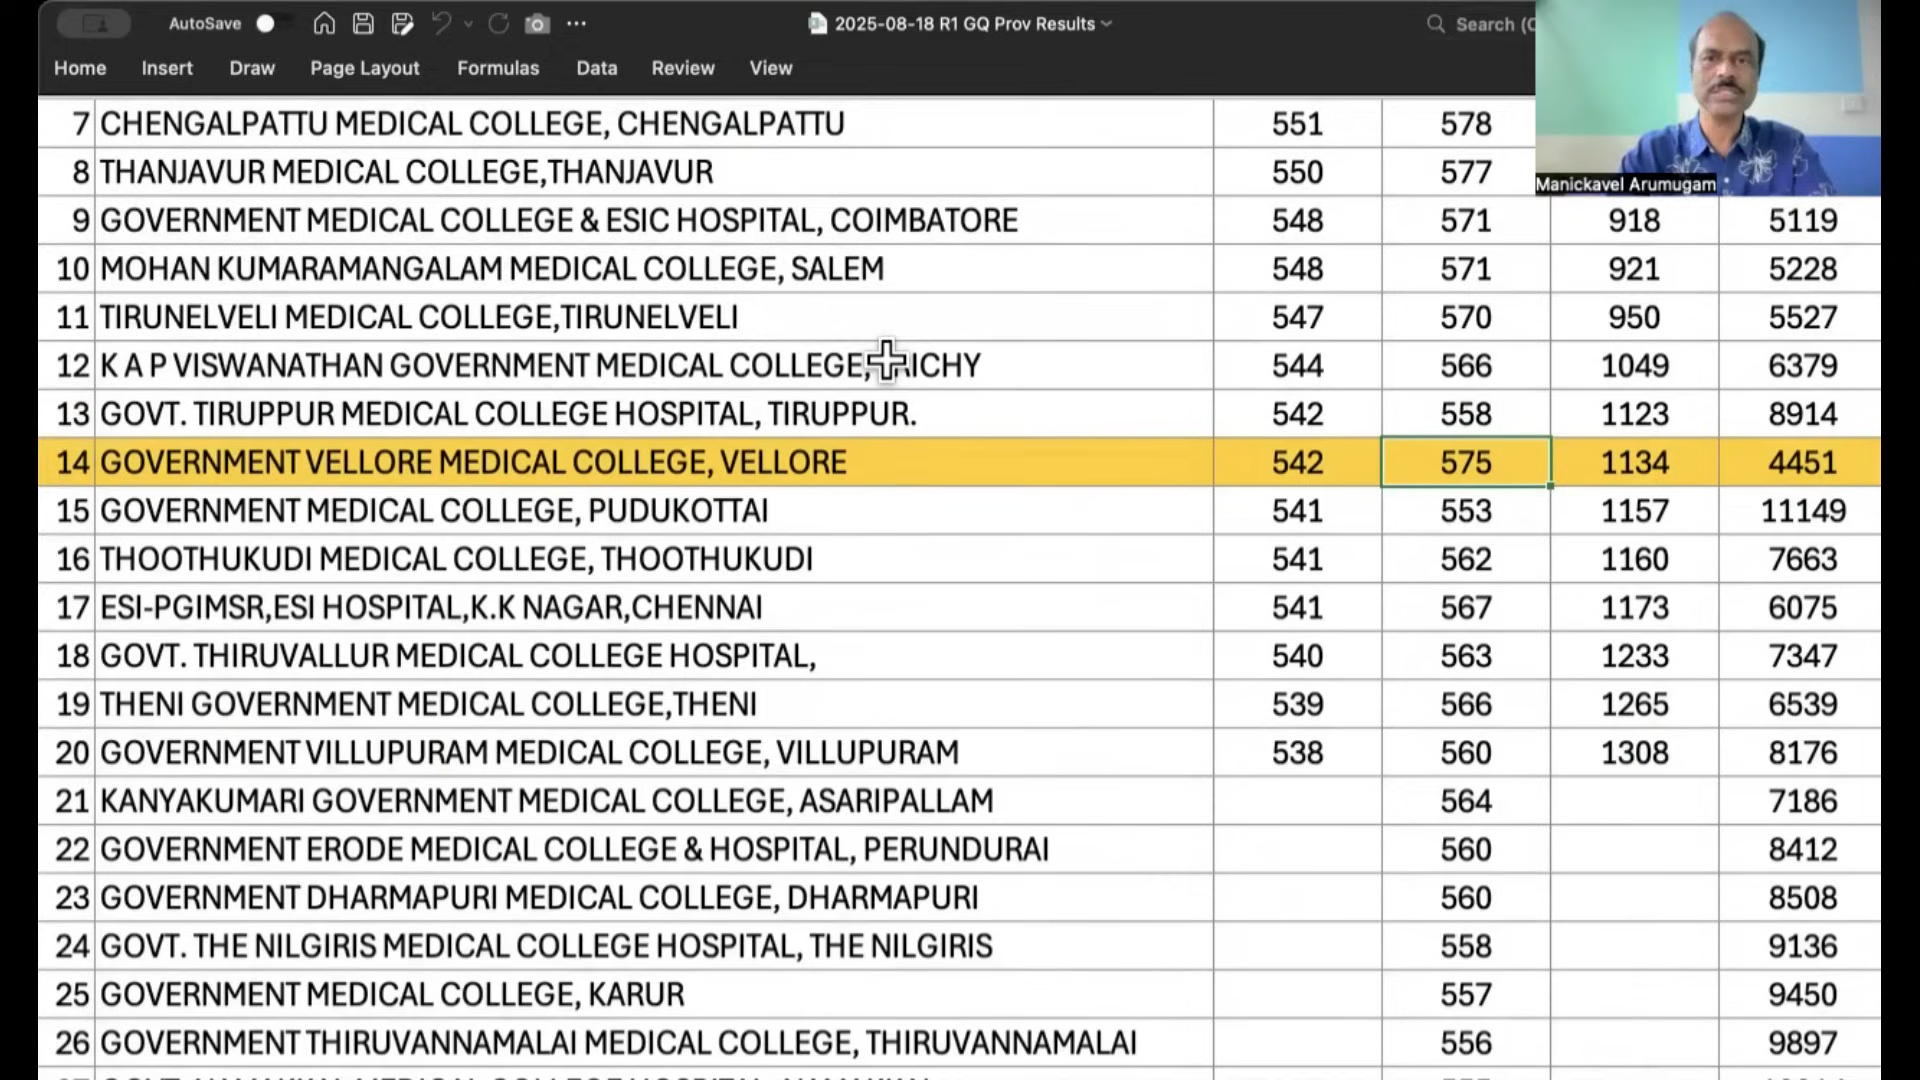 AutoSave
2025-08-18 R1 GQ Prov Results
Search (C
Home Insert Draw Page Layout Formulas Data Review View
Manickavel Arumugam
7 CHENGALPATTU MEDICAL COLLEGE, CHENGALPATTU 551 578
8 THANJAVUR MEDICAL COLLEGE,THANJAVUR 550 577
9 GOVERNMENT MEDICAL COLLEGE & ESIC HOSPITAL, COIMBATORE 548 571 918 5119
10 MOHAN KUMARAMANGALAM MEDICAL COLLEGE, SALEM 548 571 921 5228
11 TIRUNELVELI MEDICAL COLLEGE,TIRUNELVELI 547 570 950 5527
12 K A P VISWANATHAN GOVERNMENT MEDICAL COLLEGE, 544 566 1049 6379
13 GOVT. TIRUPPUR MEDICAL COLLEGE HOSPITAL, TIRUPPUR. 542 558 1123 8914
14 GOVERNMENT VELLORE MEDICAL COLLEGE, VELLORE 542 575 1134 4451
15 GOVERNMENT MEDICAL COLLEGE, PUDUKOTTAI 541 553 1157 11149
16 THOOTHUKUDI MEDICAL COLLEGE, THOOTHUKUDI 541 562 1160 7663
17 ESI-PGIMSR,ESI HOSPITAL,K.K NAGAR,CHENNAI 541 567 1173 6075
18 GOVT. THIRUVALLUR MEDICAL COLLEGE HOSPITAL, 540 563 1233 7347
19 THENI GOVERNMENT MEDICAL COLLEGE,THENI 539 566 1265 6539
20 GOVERNMENT VILLUPURAM MEDICAL COLLEGE, VILLUPURAM 538 560 1308 8176
21 KANYAKUMARI GOVERNMENT MEDICAL COLLEGE, ASARIPALLAM 564 7186
22 GOVERNMENT ERODE MEDICAL COLLEGE & HOSPITAL, PERUNDURAI 560 8412
23 GOVERNMENT DHARMAPURI MEDICAL COLLEGE, DHARMAPURI 560 8508
24 GOVT. THE NILGIRIS MEDICAL COLLEGE HOSPITAL, THE NILGIRIS 558 9136
25 GOVERNMENT MEDICAL COLLEGE, KARUR 557 9450
26 GOVERNMENT THIRUVANNAMALAI MEDICAL COLLEGE, THIRUVANNAMALAI 556 9897